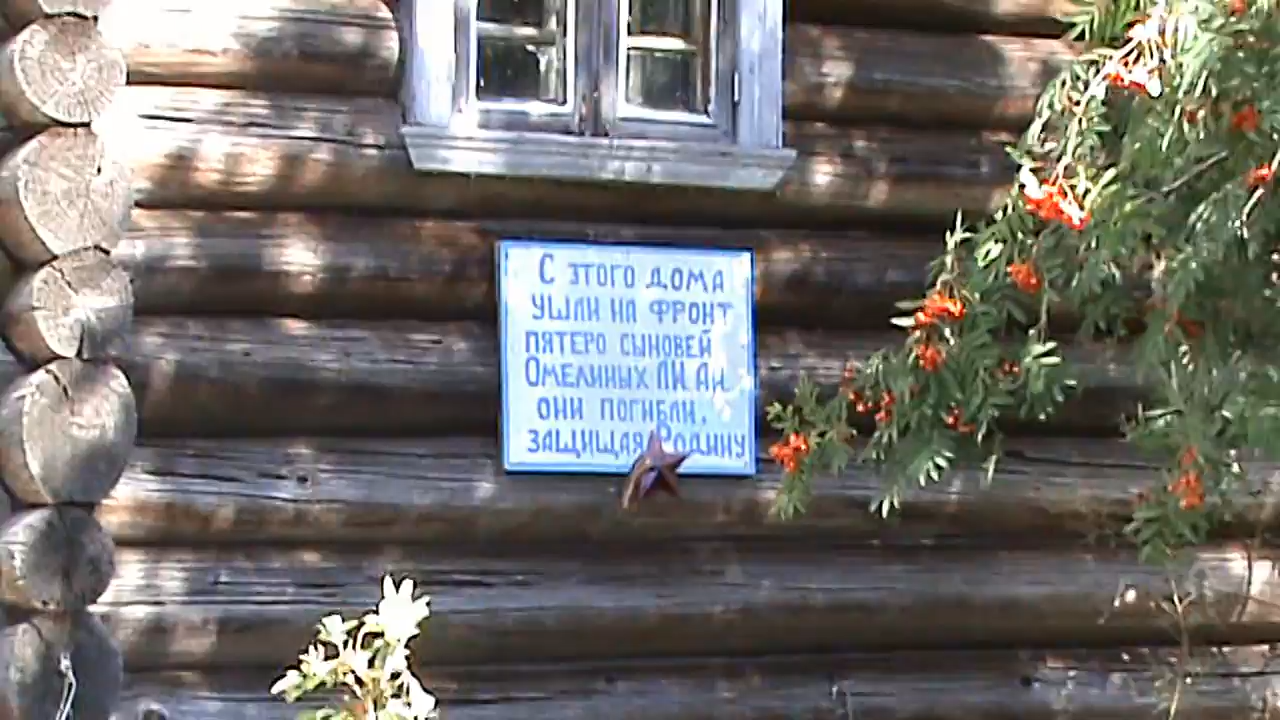 С этого дома
ушли на фронт
пятеро сыновей
Омелиных
они погибли,
защищая Родину